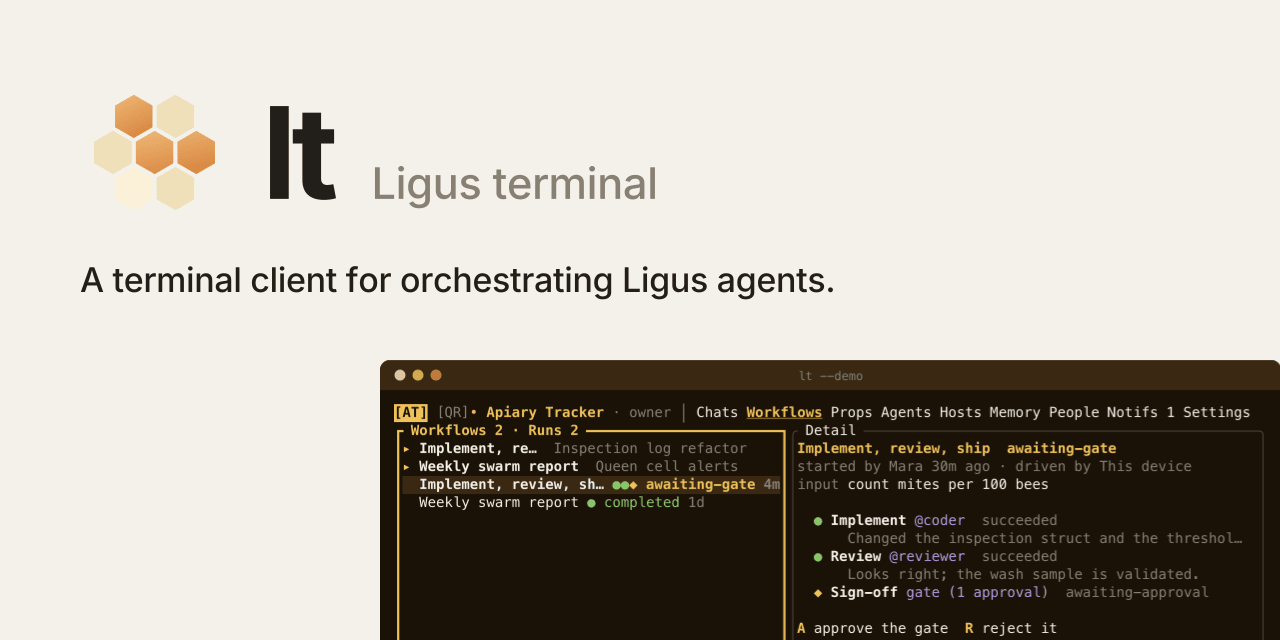 lt Ligus terminal
A terminal client for orchestrating Ligus agents.
lt --demo
[AT] [QR]• Apiary Tracker · owner │ Chats Workflows Props Agents Hosts Memory People Notifs 1 Settings
Workflows 2 · Runs 2
▸ Implement, re… Inspection log refactor
▸ Weekly swarm report Queen cell alerts
Implement, review, sh… ●●◆ awaiting-gate 4m
Weekly swarm report ● completed 1d
Detail
Implement, review, ship awaiting-gate
started by Mara 30m ago · driven by This device
input count mites per 100 bees
● Implement @coder succeeded
Changed the inspection struct and the threshol…
● Review @reviewer succeeded
Looks right; the wash sample is validated.
◆ Sign-off gate (1 approval) awaiting-approval
A approve the gate R reject it